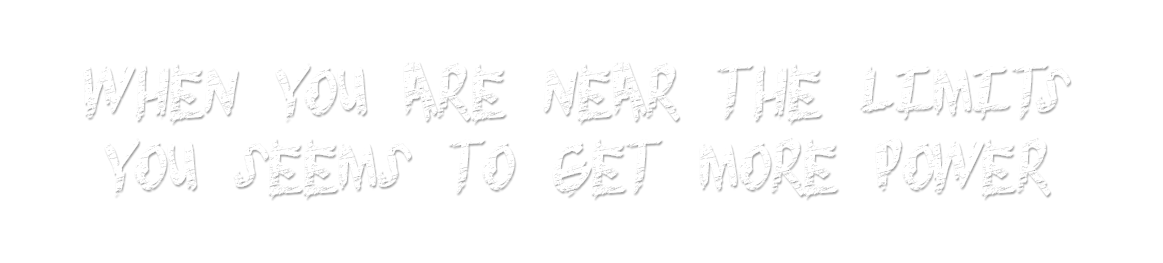 WHEN YOU ARE NEAR THE LIMITS
YOU SEEMS TO GET MORE POWER